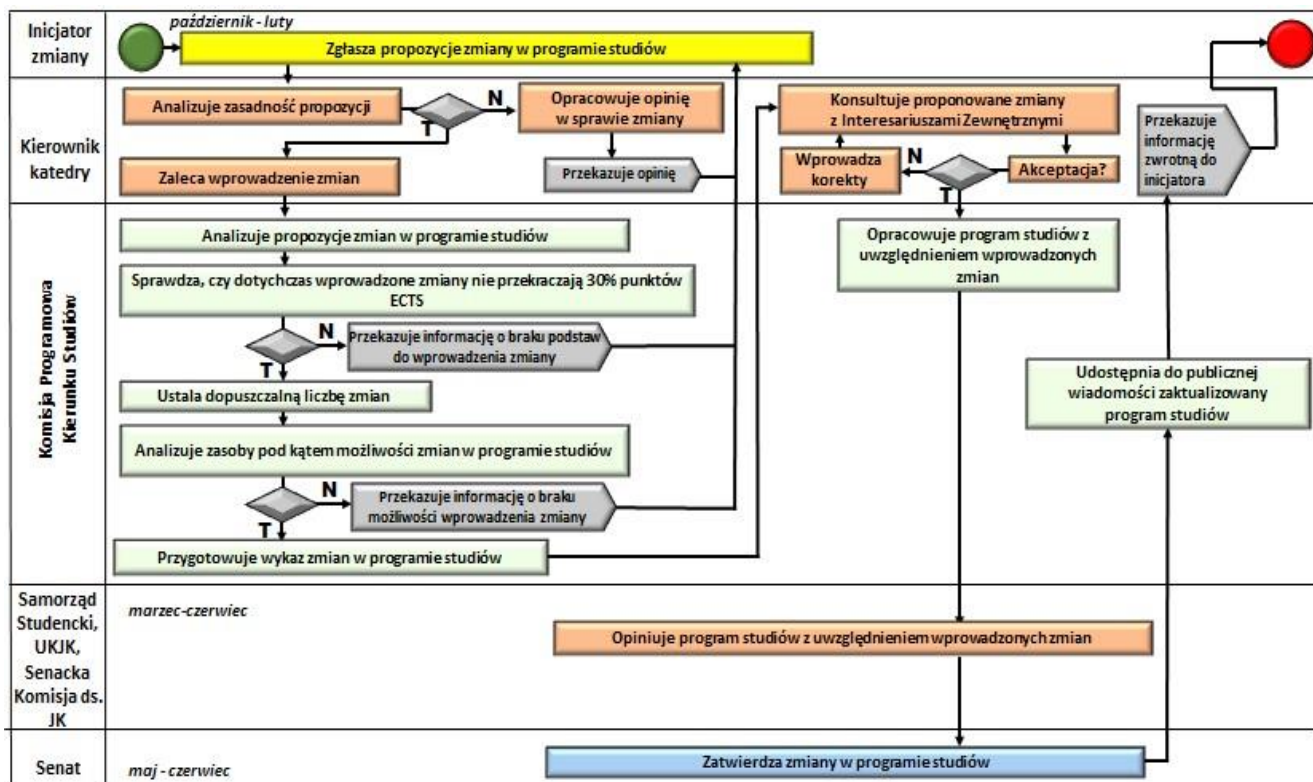 Inicjator
zmiany
październik - luty
Zgłasza propozycje zmiany w programie studiów
Kierownik
katedry
Analizuje zasadność propozycji
N
T
Opracowuje opinię
w sprawie zmiany
Zaleca wprowadzenie zmian
Przekazuje opinię
Konsultuje proponowane zmiany
z Interesariuszami Zewnętrznymi
Wprowadza
korekty
N
T
Akceptacja?
Przekazuje
informację
zwrotną do
inicjatora
Komisja Programowa
Kierunku Studiów
Analizuje propozycje zmian w programie studiów
Sprawdza, czy dotychczas wprowadzone zmiany nie przekraczają 30% punktów
ECTS
N
T
Przekazuje informację o braku podstaw
do wprowadzenia zmiany
Ustala dopuszczalną liczbę zmian
Analizuje zasoby pod kątem możliwości zmian w programie studiów
N
T
Przekazuje informację o braku
możliwości wprowadzenia zmiany
Przygotowuje wykaz zmian w programie studiów
Opracowuje program studiów z
uwzględnieniem wprowadzonych
zmian
Udostępnia do publicznej
wiadomości zaktualizowany
program studiów
Samorząd
Studencki,
UKJK,
Senacka
Komisja ds.
JK
marzec-czerwiec
Opiniuje program studiów z uwzględnieniem wprowadzonych zmian
Senat
maj - czerwiec
Zatwierdza zmiany w programie studiów